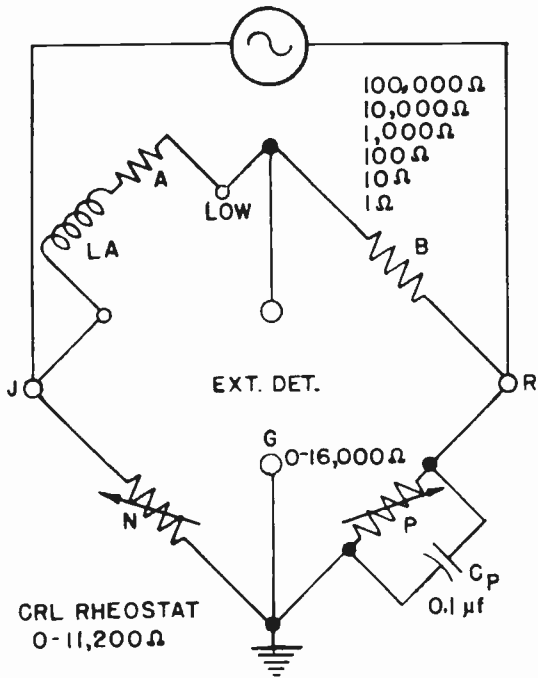 100,000Ω
10,000Ω
1,000Ω
100Ω
10Ω
1Ω
A
LOW
LA
B
J
EXT. DET.
R
G
0-16,000Ω
N
P
CP
0.1 µf
CRL RHEOSTAT
0-11,200Ω